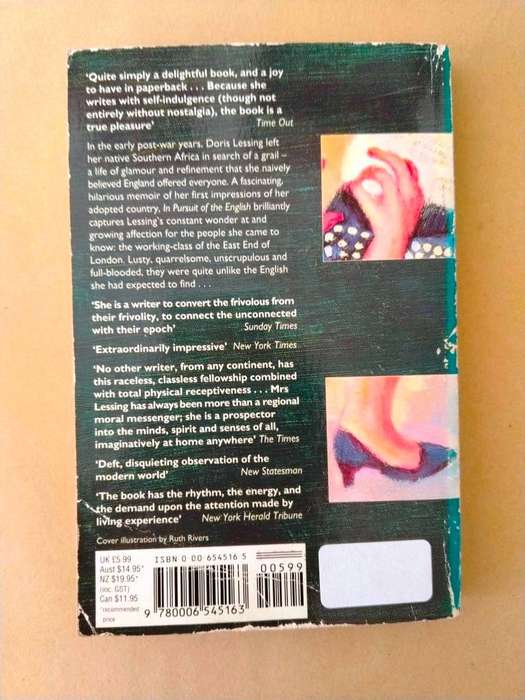 ‘Quite simply a delightful book, and a joy
to have in paperback . . . Because she
writes with self-indulgence (though not
entirely without nostalgia), the book is a
true pleasure’ Time Out
In the early post-war years, Doris Lessing left
her native Southern Africa in search of a grail –
a life of glamour and refinement that she naively
believed England offered everyone. A fascinating,
hilarious memoir of her first impressions of her
adopted country, In Pursuit of the English brilliantly
captures Lessing's constant wonder at and
growing affection for the people she came to
know: the working-class of the East End of
London. Lusty, quarrelsome, unscrupulous and
full-blooded, they were quite unlike the English
she had expected to find . . .
‘She is a writer to convert the frivolous from
their frivolity, to connect the unconnected
with their epoch’ Sunday Times
‘Extraordinarily impressive’ New York Times
‘No other writer, from any continent, has
this raceless, classless fellowship combined
with total physical receptiveness . . . Mrs
Lessing has always been more than a regional
moral messenger; she is a prospector
into the minds, spirit and senses of all,
imaginatively at home anywhere’ The Times
‘Deft, disquieting observation of the
modern world’ New Statesman
‘The book has the rhythm, the energy, and
the demand upon the attention made by
living experience’ New York Herald Tribune
Cover illustration by Ruth Rivers
UK £5.99
Aust $14.95*
NZ $19.95*
(inc. GST)
Can $11.95
*recommended
price
ISBN 0 00 654516 5
00599
9 780006 545163